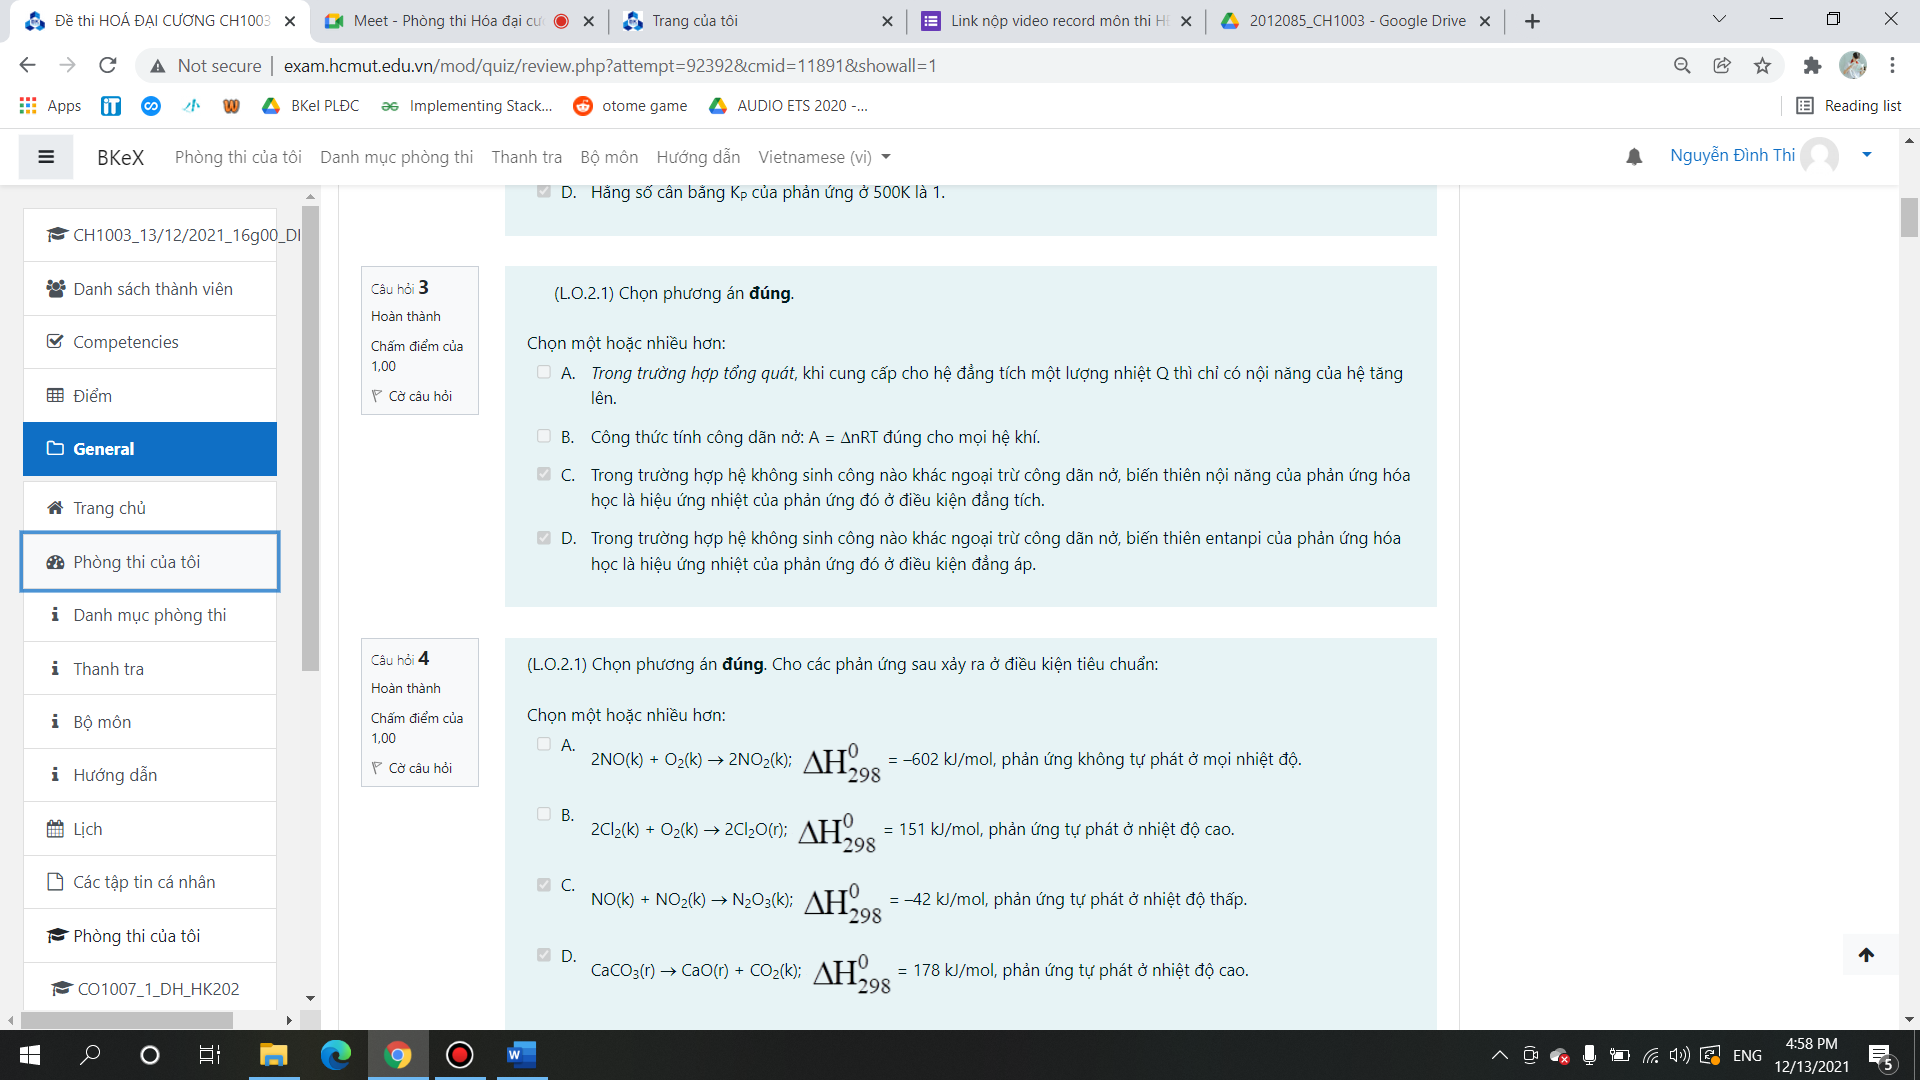 Đề thi HOÁ ĐẠI CƯƠNG CH1003
Meet - Phòng thi Hóa đại cư
Trang của tôi
Link nộp video record môn thi H
2012085_CH1003 - Google Drive
Not secure
exam.hcmut.edu.vn/mod/quiz/review.php?attempt=92392&cmid=11891&showall=1
Apps
BKeI PLĐC
Implementing Stack...
otome game
AUDIO ETS 2020 -...
Reading list
BKeX
Phòng thi của tôi
Danh mục phòng thi
Thanh tra
Bộ môn
Hướng dẫn
Vietnamese (vi)
Nguyễn Đình Thi
CH1003_13/12/2021_16g00_DI
Danh sách thành viên
Competencies
Điểm
General
Trang chủ
Phòng thi của tôi
Danh mục phòng thi
Thanh tra
Bộ môn
Hướng dẫn
Lịch
Các tập tin cá nhân
Phòng thi của tôi
CO1007_1_DH_HK202
D. Hằng số cân bằng Kₚ của phản ứng ở 500K là 1.
Câu hỏi 3
Hoàn thành
Chấm điểm của
1,00
Cờ câu hỏi
(L.O.2.1) Chọn phương án đúng.
Chọn một hoặc nhiều hơn:
A. Trong trường hợp tổng quát, khi cung cấp cho hệ đẳng tích một lượng nhiệt Q thì chỉ có nội năng của hệ tăng
lên.
B. Công thức tính công dãn nở: A = ΔnRT đúng cho mọi hệ khí.
C. Trong trường hợp hệ không sinh công nào khác ngoại trừ công dãn nở, biến thiên nội năng của phản ứng hóa
học là hiệu ứng nhiệt của phản ứng đó ở điều kiện đẳng tích.
D. Trong trường hợp hệ không sinh công nào khác ngoại trừ công dãn nở, biến thiên entanpi của phản ứng hóa
học là hiệu ứng nhiệt của phản ứng đó ở điều kiện đẳng áp.
Câu hỏi 4
Hoàn thành
Chấm điểm của
1,00
Cờ câu hỏi
(L.O.2.1) Chọn phương án đúng. Cho các phản ứng sau xảy ra ở điều kiện tiêu chuẩn:
Chọn một hoặc nhiều hơn:
A. 2NO(k) + O₂(k) → 2NO₂(k); ΔH⁰₂₉₈ = –602 kJ/mol, phản ứng không tự phát ở mọi nhiệt độ.
B. 2Cl₂(k) + O₂(k) → 2Cl₂O(r); ΔH⁰₂₉₈ = 151 kJ/mol, phản ứng tự phát ở nhiệt độ cao.
C. NO(k) + NO₂(k) → N₂O₃(k); ΔH⁰₂₉₈ = –42 kJ/mol, phản ứng tự phát ở nhiệt độ thấp.
D. CaCO₃(r) → CaO(r) + CO₂(k); ΔH⁰₂₉₈ = 178 kJ/mol, phản ứng tự phát ở nhiệt độ cao.
ENG
4:58 PM
12/13/2021
5